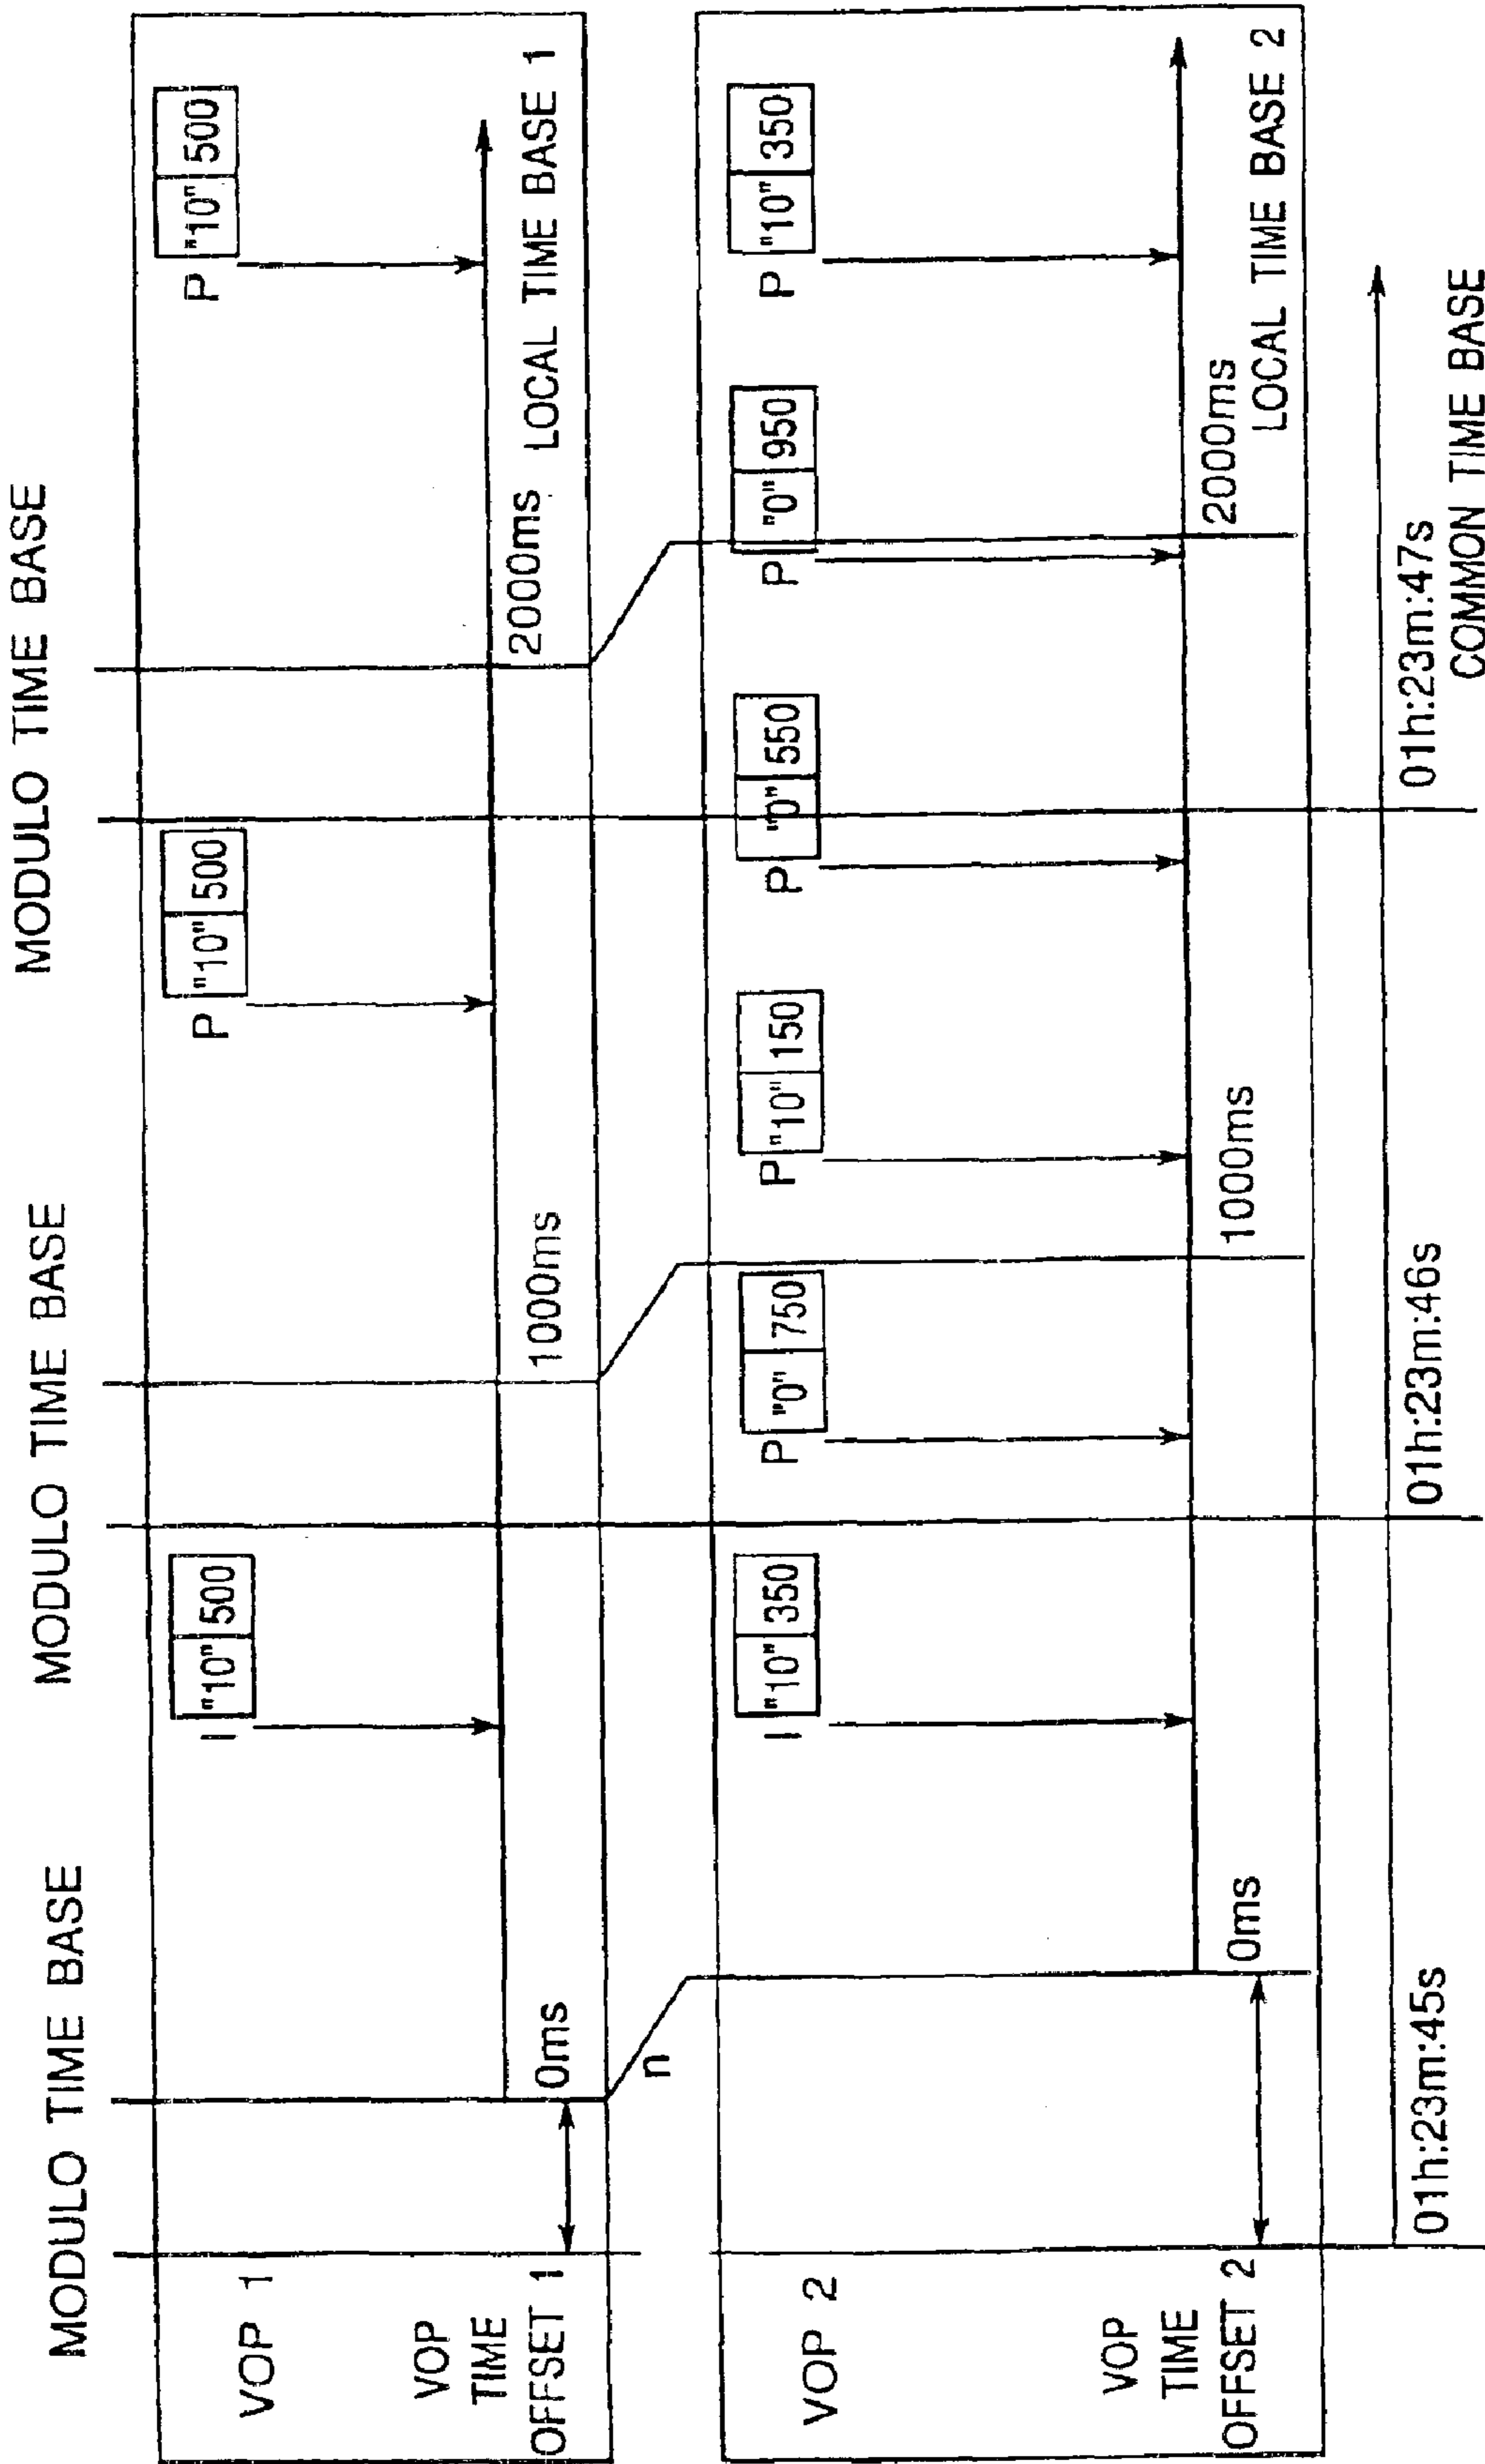 MODULO TIME BASE
MODULO TIME BASE
MODULO TIME BASE
VOP 1
I "10" 500
P "10" 500
P "10" 500
VOP
TIME
OFFSET 1
0ms
1000ms
2000ms
LOCAL TIME BASE 1
n
VOP 2
I "10" 350
P "0" 750
P "10" 150
P "0" 550
P "0" 950
P "10" 350
VOP
TIME
OFFSET 2
0ms
1000ms
2000ms
LOCAL TIME BASE 2
01h:23m:45s
01h:23m:46s
01h:23m:47s
COMMON TIME BASE